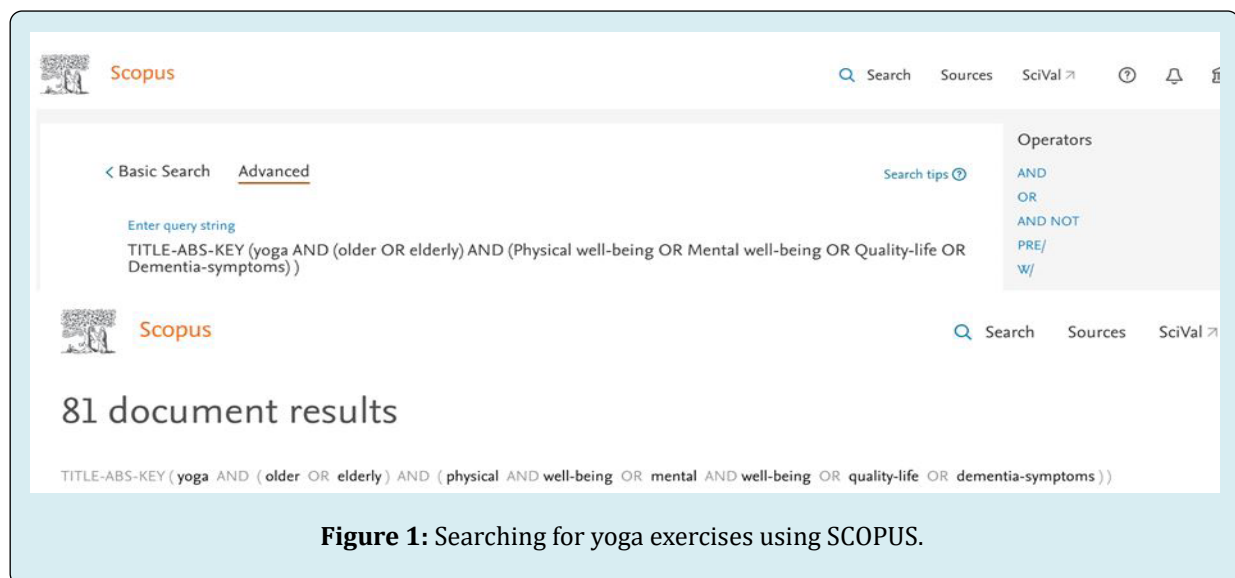 Scopus
Search Sources SciVal
Operators
< Basic Search Advanced
Search tips
AND
OR
AND NOT
PRE/
W/
Enter query string
TITLE-ABS-KEY (yoga AND (older OR elderly) AND (Physical well-being OR Mental well-being OR Quality-life OR
Dementia-symptoms) )
Scopus
Search Sources SciVal
81 document results
TITLE-ABS-KEY ( yoga AND ( older OR elderly ) AND ( physical AND well-being OR mental AND well-being OR quality-life OR dementia-symptoms ) )
Figure 1: Searching for yoga exercises using SCOPUS.